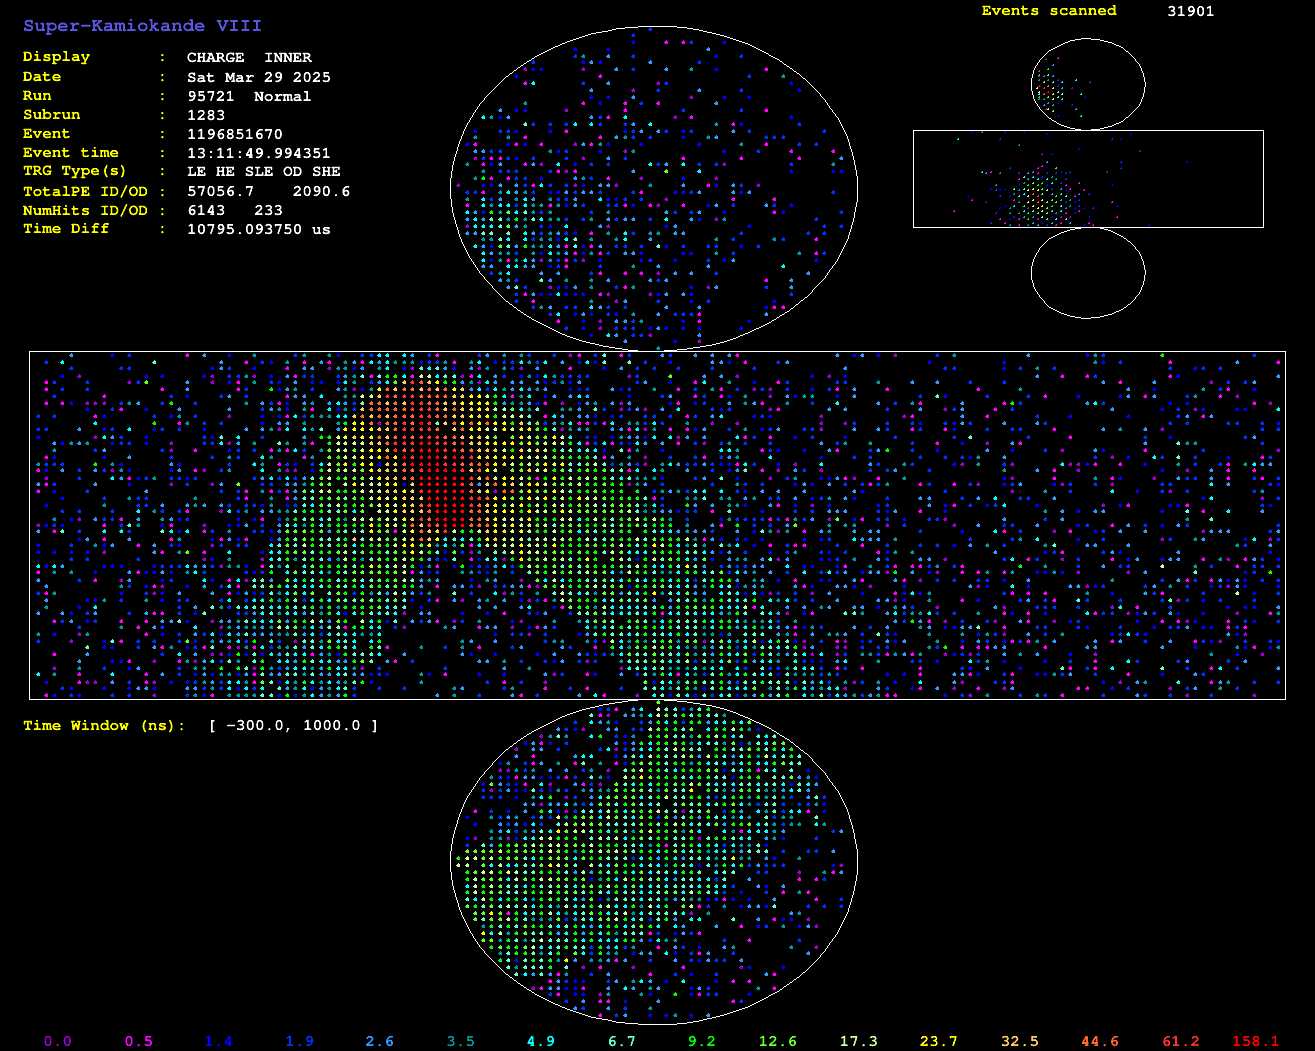 Super-Kamiokande VIII
Events scanned 31901
Display : CHARGE INNER
Date : Sat Mar 29 2025
Run : 95721 Normal
Subrun : 1283
Event : 1196851670
Event time : 13:11:49.994351
TRG Type(s) : LE HE SLE OD SHE
TotalPE ID/OD : 57056.7 2090.6
NumHits ID/OD : 6143 233
Time Diff : 10795.093750 us
Time Window (ns): [ -300.0, 1000.0 ]
0.0 0.5 1.4 1.9 2.6 3.5 4.9 6.7 9.2 12.6 17.3 23.7 32.5 44.6 61.2 158.1